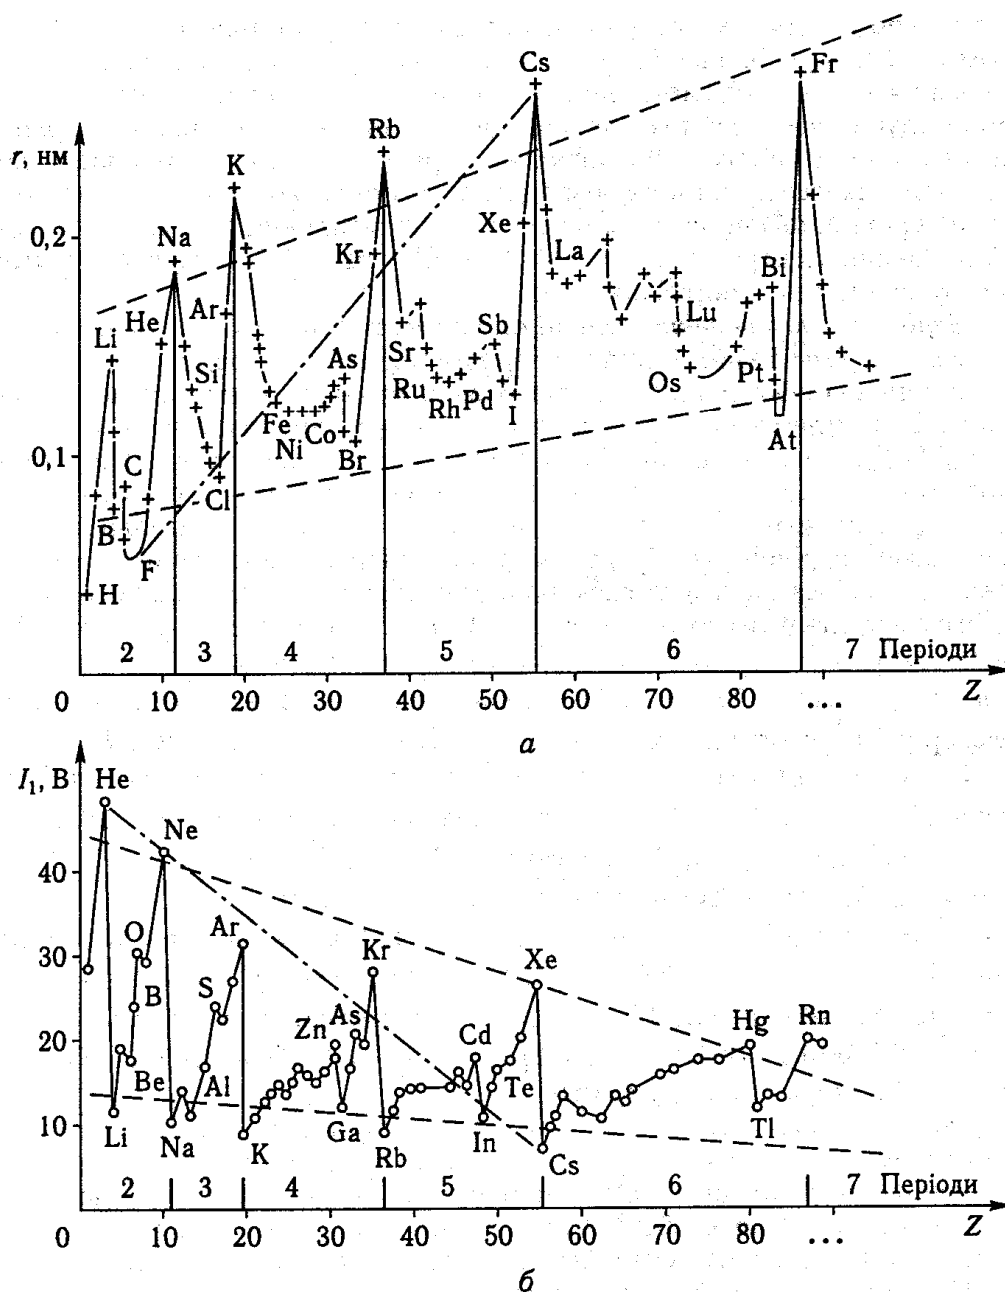 Cs
Fr
Rb
r, нм
K
Xe
0,2
Na
Kr
La
Bi
He
Ar
Li
Sb
Lu
Si
As
Sr
Os
Pt
Ru
Rh
Pd
Fe
Ni
Co
I
At
0,1
C
Br
Cl
B
F
H
2 3 4 5 6 7 Періоди
0 10 20 30 40 50 60 70 80 ... Z
а
I₁, В
He
Ne
40
O
Ar
Kr
Xe
30
B
S
Zn
As
Cd
Hg
Rn
20
Be
Al
Te
10
Li
Na
K
Ga
Rb
In
Cs
Tl
2 3 4 5 6 7 Періоди
0 10 20 30 40 50 60 70 80 ... Z
б